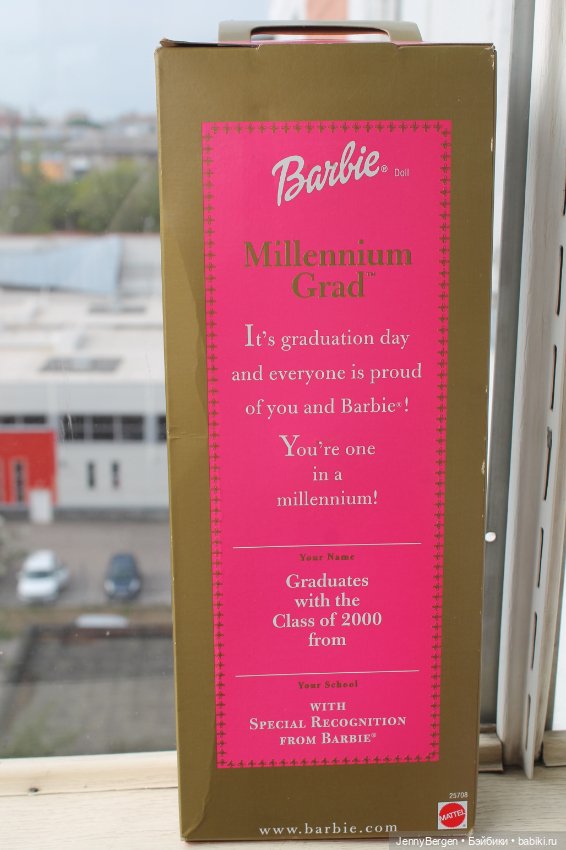 Barbie® Doll
Millennium
Grad™
It's graduation day
and everyone is proud
of you and Barbie®!
You're one
in a
millennium!
Your Name
Graduates
with the
Class of 2000
from
Your School
WITH
SPECIAL RECOGNITION
FROM BARBIE®
25708
MATTEL
www.barbie.com
JennyBergen • Бэйбики • babiki.ru